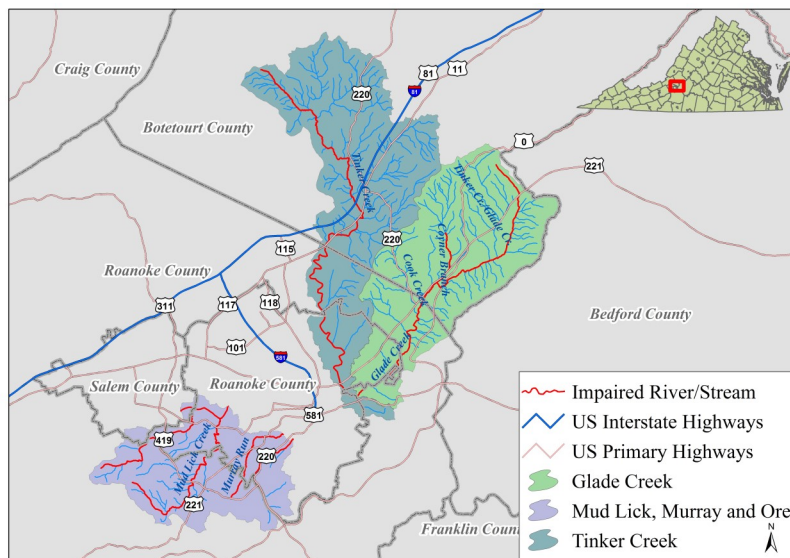 Craig County
81
11
220
81
Botetourt County
0
221
Tinker Creek
Tinker Cr/Glade Cr
220
Coyner Branch
115
Cook Creek
Roanoke County
311
117
118
Bedford County
101
581
Glade Creek
Salem County
Roanoke County
581
419
Mud Lick Creek
Murray Run
220
221
Franklin Coun
Impaired River/Stream
US Interstate Highways
US Primary Highways
Glade Creek
Mud Lick, Murray and Ore
Tinker Creek
N